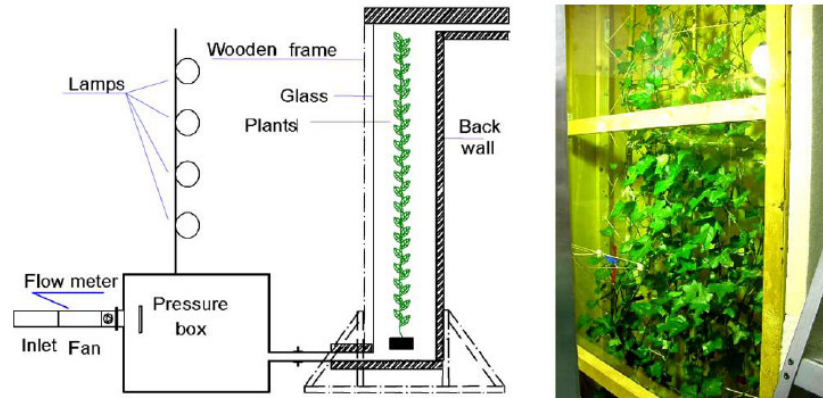 Wooden frame
Lamps
Glass
Plants
Back
wall
Flow meter
Pressure
box
Inlet
Fan